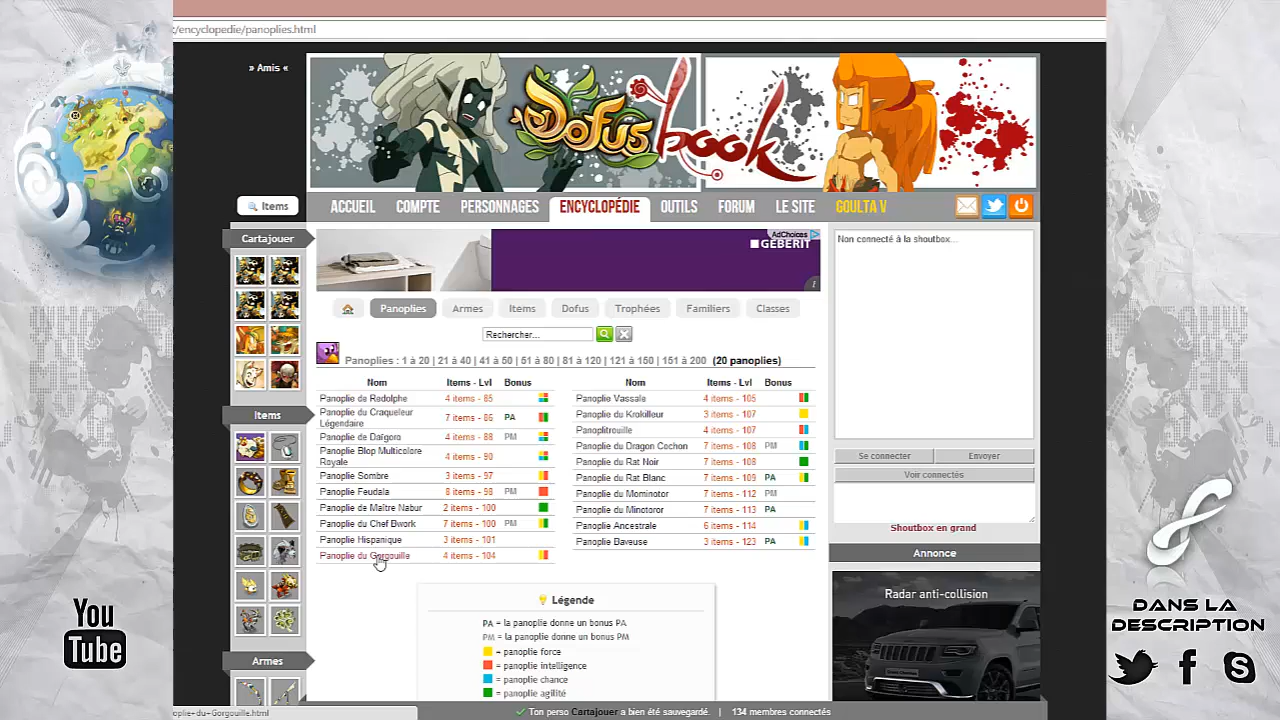 /encyclopedie/panoplies.html
» Amis «
Dofus book
Items
ACCUEIL COMPTE PERSONNAGES ENCYCLOPÉDIE OUTILS FORUM LE SITE GOULTA V
Cartajouer
AdChoices
GEBERIT
Non connecté à la shoutbox...
Panoplies Armes Items Dofus Trophées Familiers Classes
Rechercher...
Panoplies : 1 à 20 | 21 à 40 | 41 à 50 | 51 à 80 | 81 à 120 | 121 à 150 | 151 à 200 (20 panoplies)
Nom Items - Lvl Bonus Nom Items - Lvl Bonus
Panoplie de Redolphe 4 items - 85
Panoplie du Craqueleur Légendaire 7 items - 86 PA
Panoplie de Daïgoro 4 items - 88 PM
Panoplie Blop Multicolore Royale 4 items - 90
Panoplie Sombre 3 items - 97
Panoplie Feudala 8 items - 98 PM
Panoplie de Maître Nabur 2 items - 100
Panoplie du Chef Bwork 7 items - 100 PM
Panoplie Hispanique 3 items - 101
Panoplie du Gorgouille 4 items - 104
Panoplie Vassale 4 items - 105
Panoplie du Krokilleur 3 items - 107
Panplitrouille 4 items - 107
Panoplie du Dragon Cochon 7 items - 108 PM
Panoplie du Rat Noir 7 items - 108
Panoplie du Rat Blanc 7 items - 109 PA
Panoplie du Mominotor 7 items - 112 PM
Panoplie du Minotoror 7 items - 113 PA
Panoplie Ancestrale 6 items - 114
Panoplie Baveuse 3 items - 123 PA
Items
Se connecter Envoyer
Voir connectés
Shoutbox en grand
Annonce
Radar anti-collision
Légende
PA = la panoplie donne un bonus PA
PM = la panoplie donne un bonus PM
= panoplie force
= panoplie intelligence
= panoplie chance
= panoplie agilité
Armes
oplie+du+Gorgouille.html
Ton perso Cartajouer a bien été sauvegardé. | 134 membres connectés
You
Tube
DANS LA
DESCRIPTION